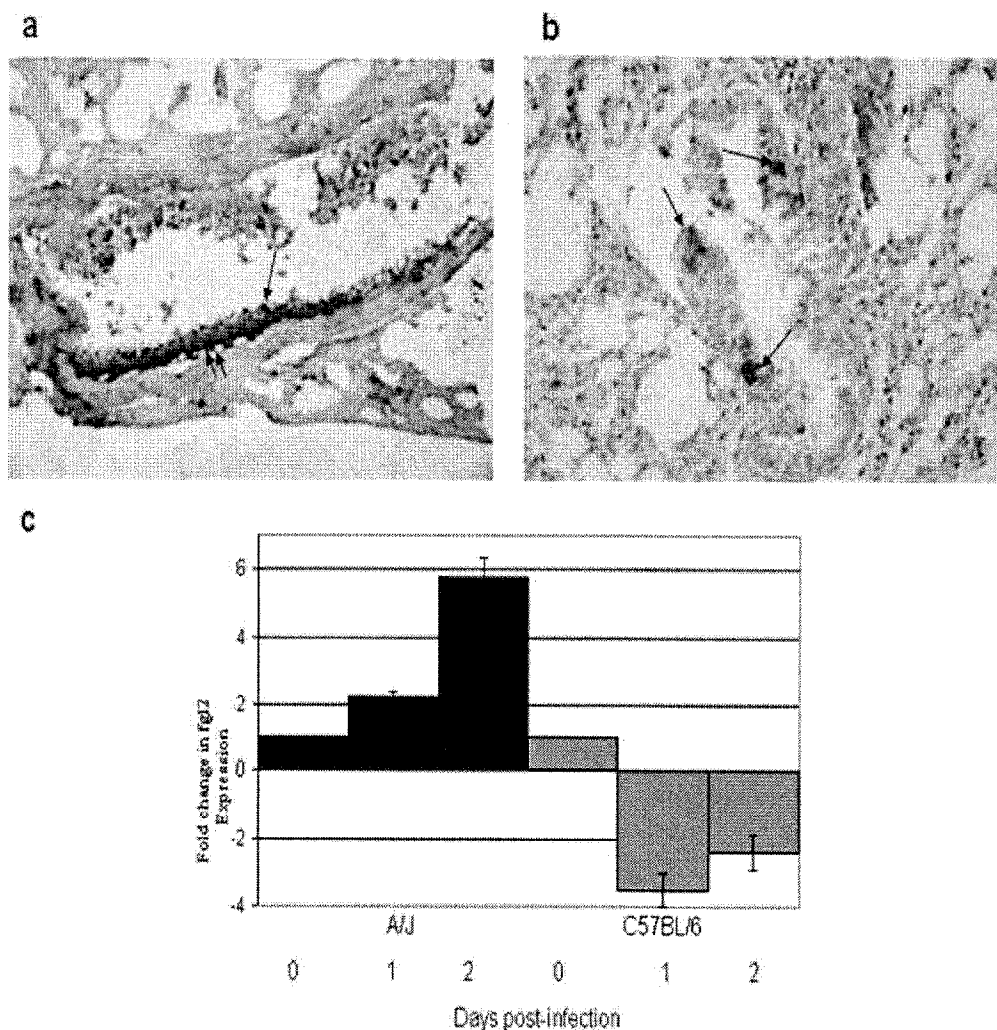 a
b
c
Fold change in fgl2
Expression
6
4
2
0
-2
-4
A/J
C57BL/6
0
1
2
0
1
2
Days post-infection